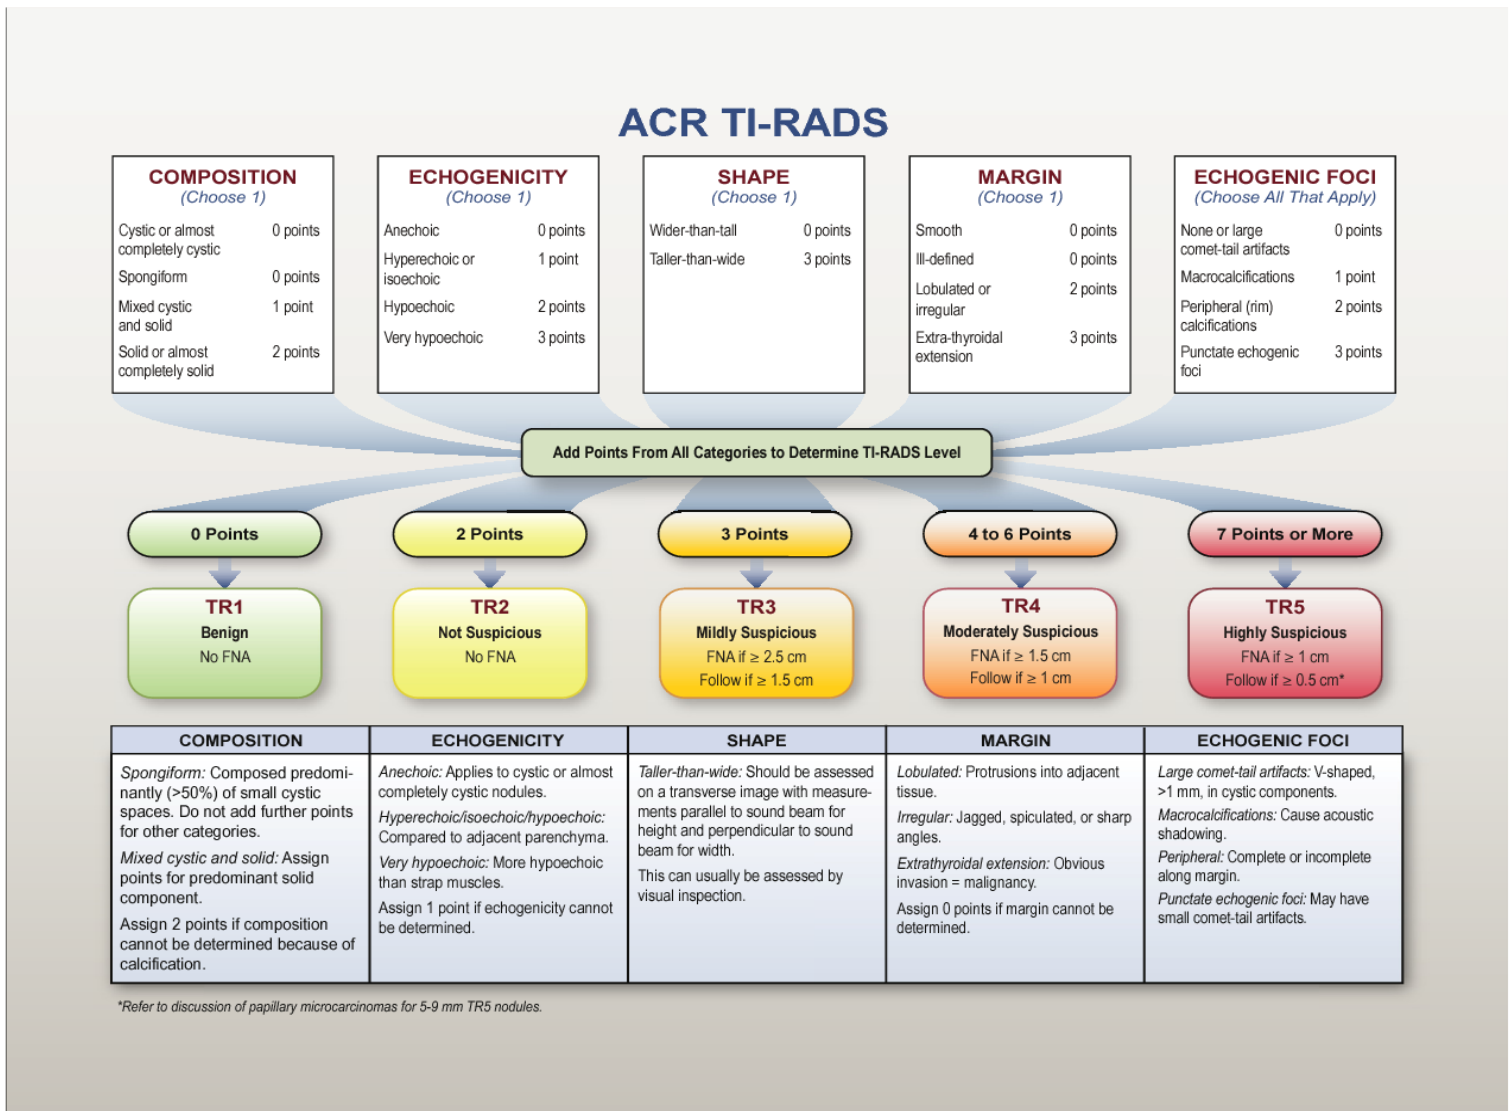 ACR TI-RADS
COMPOSITION
(Choose 1)
Cystic or almost completely cystic 0 points
Spongiform 0 points
Mixed cystic and solid 1 point
Solid or almost completely solid 2 points
ECHOGENICITY
(Choose 1)
Anechoic 0 points
Hyperechoic or isoechoic 1 point
Hypoechoic 2 points
Very hypoechoic 3 points
SHAPE
(Choose 1)
Wider-than-tall 0 points
Taller-than-wide 3 points
MARGIN
(Choose 1)
Smooth 0 points
Ill-defined 0 points
Lobulated or irregular 2 points
Extra-thyroidal extension 3 points
ECHOGENIC FOCI
(Choose All That Apply)
None or large comet-tail artifacts 0 points
Macrocalcifications 1 point
Peripheral (rim) calcifications 2 points
Punctate echogenic foci 3 points
Add Points From All Categories to Determine TI-RADS Level
0 Points
2 Points
3 Points
4 to 6 Points
7 Points or More
TR1
Benign
No FNA
TR2
Not Suspicious
No FNA
TR3
Mildly Suspicious
FNA if ≥ 2.5 cm
Follow if ≥ 1.5 cm
TR4
Moderately Suspicious
FNA if ≥ 1.5 cm
Follow if ≥ 1 cm
TR5
Highly Suspicious
FNA if ≥ 1 cm
Follow if ≥ 0.5 cm*
COMPOSITION
Spongiform: Composed predomi-
nantly (>50%) of small cystic
spaces. Do not add further points
for other categories.
Mixed cystic and solid: Assign
points for predominant solid
component.
Assign 2 points if composition
cannot be determined because of
calcification.
ECHOGENICITY
Anechoic: Applies to cystic or almost
completely cystic nodules.
Hyperechoic/isoechoic/hypoechoic:
Compared to adjacent parenchyma.
Very hypoechoic: More hypoechoic
than strap muscles.
Assign 1 point if echogenicity cannot
be determined.
SHAPE
Taller-than-wide: Should be assessed
on a transverse image with measure-
ments parallel to sound beam for
height and perpendicular to sound
beam for width.
This can usually be assessed by
visual inspection.
MARGIN
Lobulated: Protrusions into adjacent
tissue.
Irregular: Jagged, spiculated, or sharp
angles.
Extrathyroidal extension: Obvious
invasion = malignancy.
Assign 0 points if margin cannot be
determined.
ECHOGENIC FOCI
Large comet-tail artifacts: V-shaped,
>1 mm, in cystic components.
Macrocalcifications: Cause acoustic
shadowing.
Peripheral: Complete or incomplete
along margin.
Punctate echogenic foci: May have
small comet-tail artifacts.
*Refer to discussion of papillary microcarcinomas for 5-9 mm TR5 nodules.